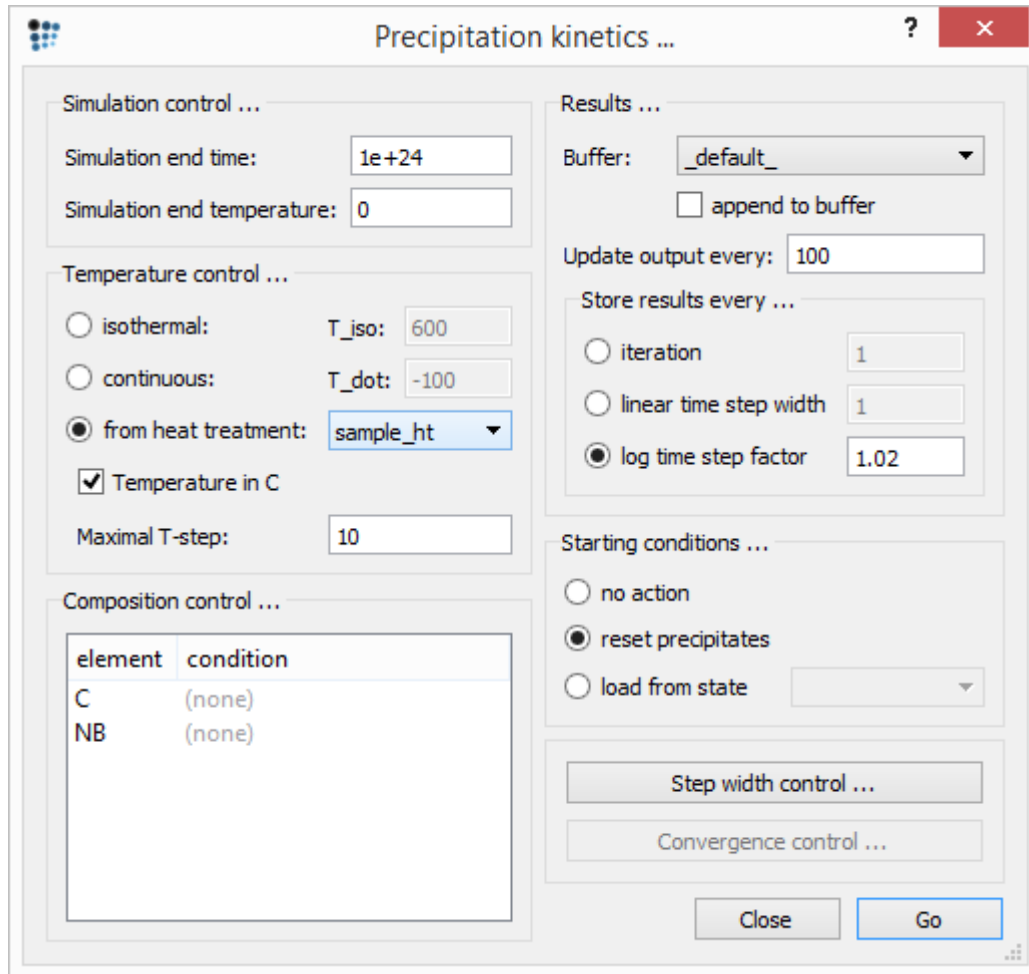 Precipitation kinetics ...
?
Simulation control ...
Simulation end time: 1e+24
Simulation end temperature: 0
Temperature control ...
isothermal: T_iso: 600
continuous: T_dot: -100
from heat treatment: sample_ht
Temperature in C
Maximal T-step: 10
Composition control ...
element condition
C (none)
NB (none)
Results ...
Buffer: _default_
append to buffer
Update output every: 100
Store results every ...
iteration 1
linear time step width 1
log time step factor 1.02
Starting conditions ...
no action
reset precipitates
load from state
Step width control ...
Convergence control ...
Close Go